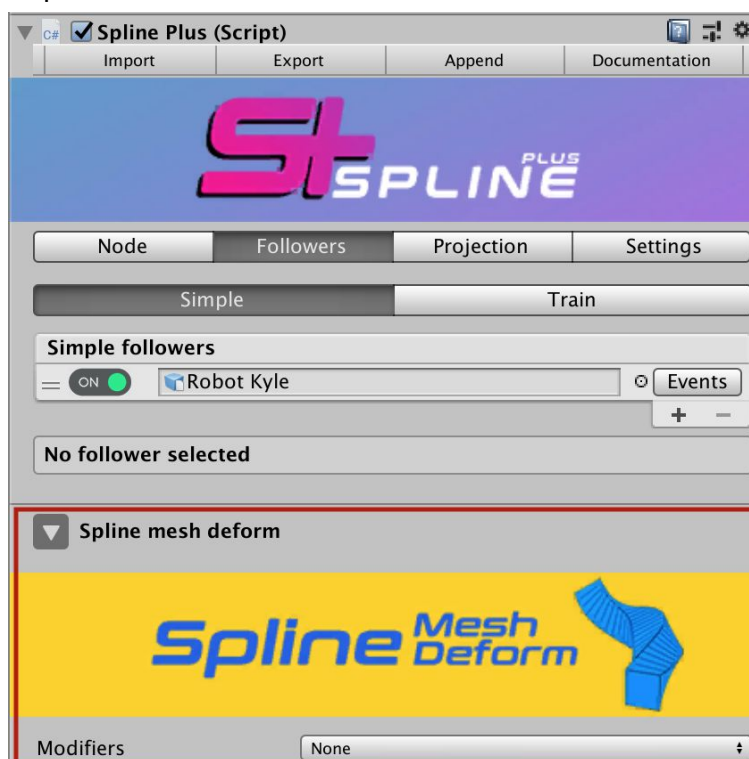 C# Spline Plus (Script)
Import Export Append Documentation
S+ SPLINE PLUS
Node Followers Projection Settings
Simple Train
Simple followers
ON Robot Kyle Events
+ −
No follower selected
Spline mesh deform
Spline Mesh Deform
Modifiers None